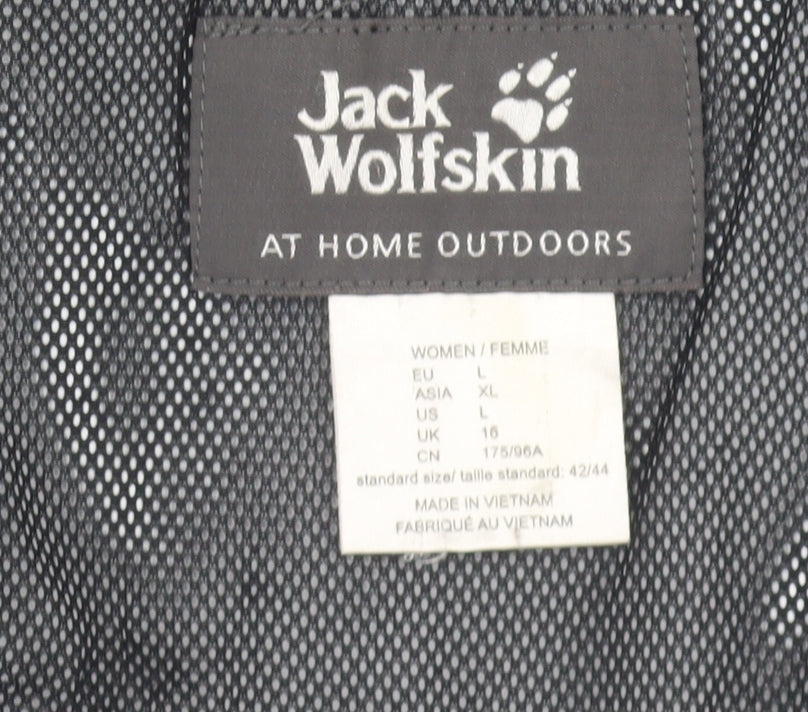 Jack
Wolfskin
AT HOME OUTDOORS
WOMEN / FEMME
EU L
ASIA XL
US L
UK 16
CN 175/96A
standard size/ taille standard: 42/44
MADE IN VIETNAM
FABRIQUÉ AU VIETNAM